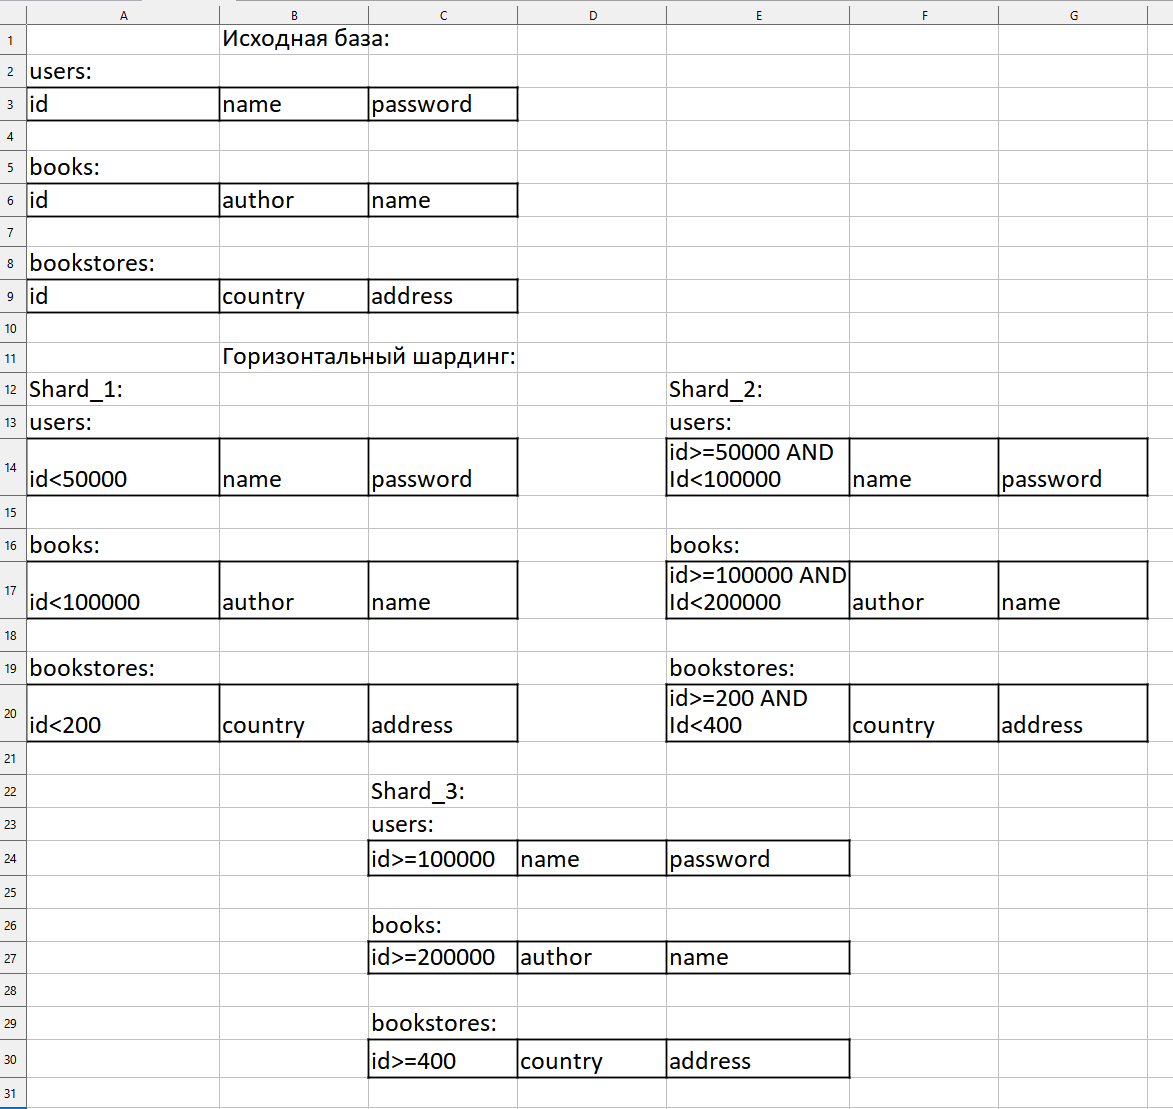 A B C D E F G
1 Исходная база:
2 users:
3 id name password
4
5 books:
6 id author name
7
8 bookstores:
9 id country address
10
11 Горизонтальный шардинг:
12 Shard_1: Shard_2:
13 users: users:
id>=50000 AND
14 id<50000 name password Id<100000 name password
15
16 books: books:
id>=100000 AND
17 id<100000 author name Id<200000 author name
18
19 bookstores: bookstores:
id>=200 AND
20 id<200 country address Id<400 country address
21
22 Shard_3:
23 users:
24 id>=100000 name password
25
26 books:
27 id>=200000 author name
28
29 bookstores:
30 id>=400 country address
31